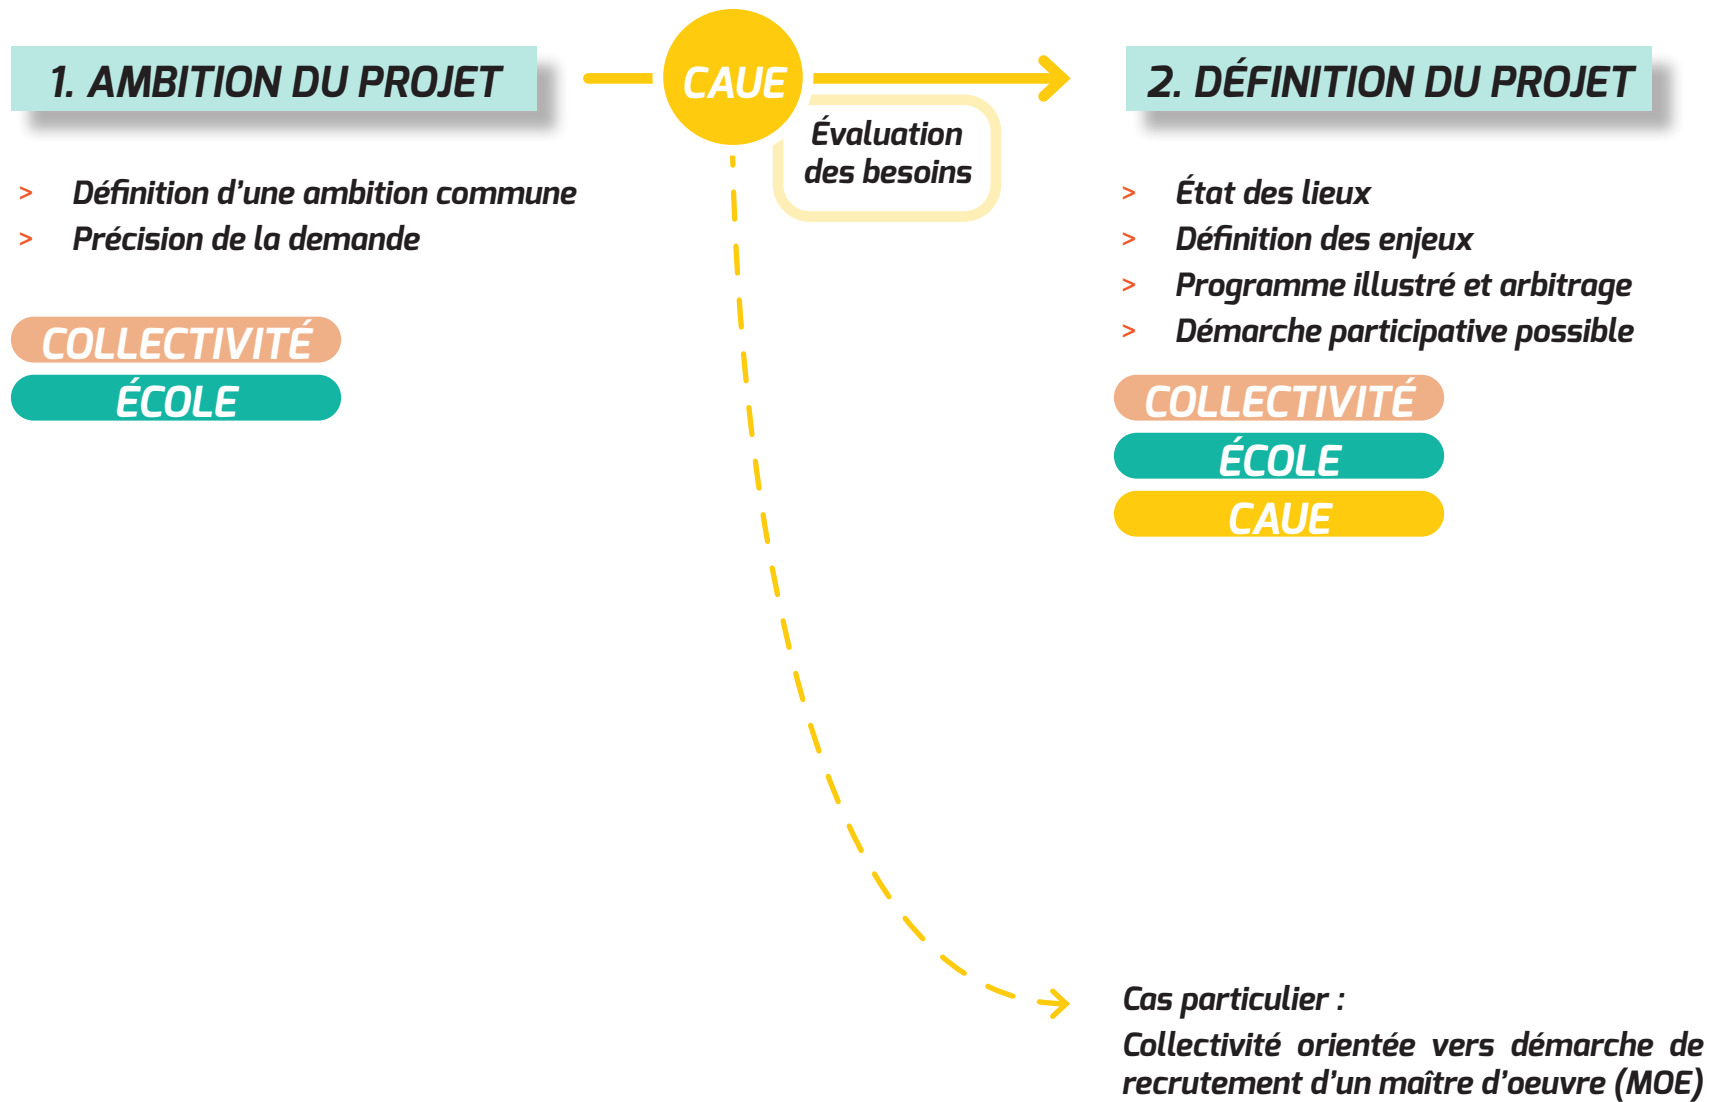 1. AMBITION DU PROJET
> Définition d’une ambition commune
> Précision de la demande
COLLECTIVITÉ
ÉCOLE
CAUE
Évaluation
des besoins
2. DÉFINITION DU PROJET
> État des lieux
> Définition des enjeux
> Programme illustré et arbitrage
> Démarche participative possible
COLLECTIVITÉ
ÉCOLE
CAUE
Cas particulier :
Collectivité orientée vers démarche de
recrutement d’un maître d’oeuvre (MOE)